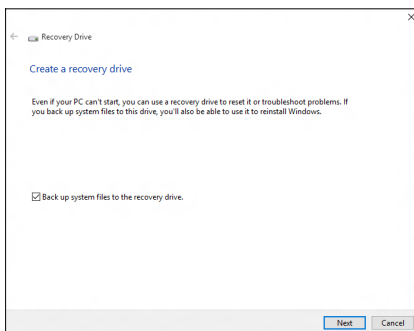 Recovery Drive
Create a recovery drive
Even if your PC can't start, you can use a recovery drive to reset it or troubleshoot problems. If
you back up system files to this drive, you'll also be able to use it to reinstall Windows.
Back up system files to the recovery drive.
Next Cancel